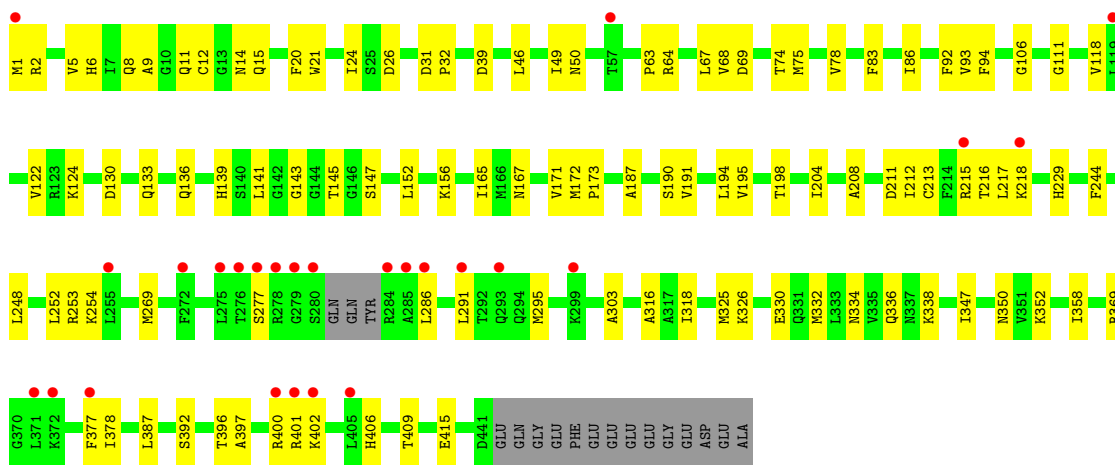 M1 R2 V5 H6 I7 Q8 A9 G10 Q11 C12 G13 N14 Q15 F20 W21 I24 S25 D26 D31 P32 D39 L46 I49 N50 T57 P63 R64 L67 V68 D69 T74 M75 V78 F83 I86 F92 V93 F94 G106 G111 V118 L119
V122 R123 K124 D130 Q133 Q136 H139 S140 L141 G142 G143 G144 T145 G146 S147 L152 K156 I165 M166 N167 V171 M172 P173 A187 S190 V191 L194 V195 T198 I204 A208 D211 I212 C213 F214 R215 T216 L217 K218 H229 F244
L248 L252 R253 K254 L255 M269 F272 L275 T276 S277 R278 G279 S280 GLN GLN TYR R284 A285 L286 L291 T292 Q293 Q294 M295 K299 A303 A316 A317 I318 M325 K326 E330 Q331 M332 L333 N334 V335 Q336 N337 K338 I347 N350 V351 K352 I358 R369
G370 L371 K372 F377 I378 L387 S392 T396 A397 R400 R401 K402 L405 H406 T409 E415 D441 GLU GLN GLY GLU PHE GLU GLU GLU GLU GLY GLU ASP GLU ALA